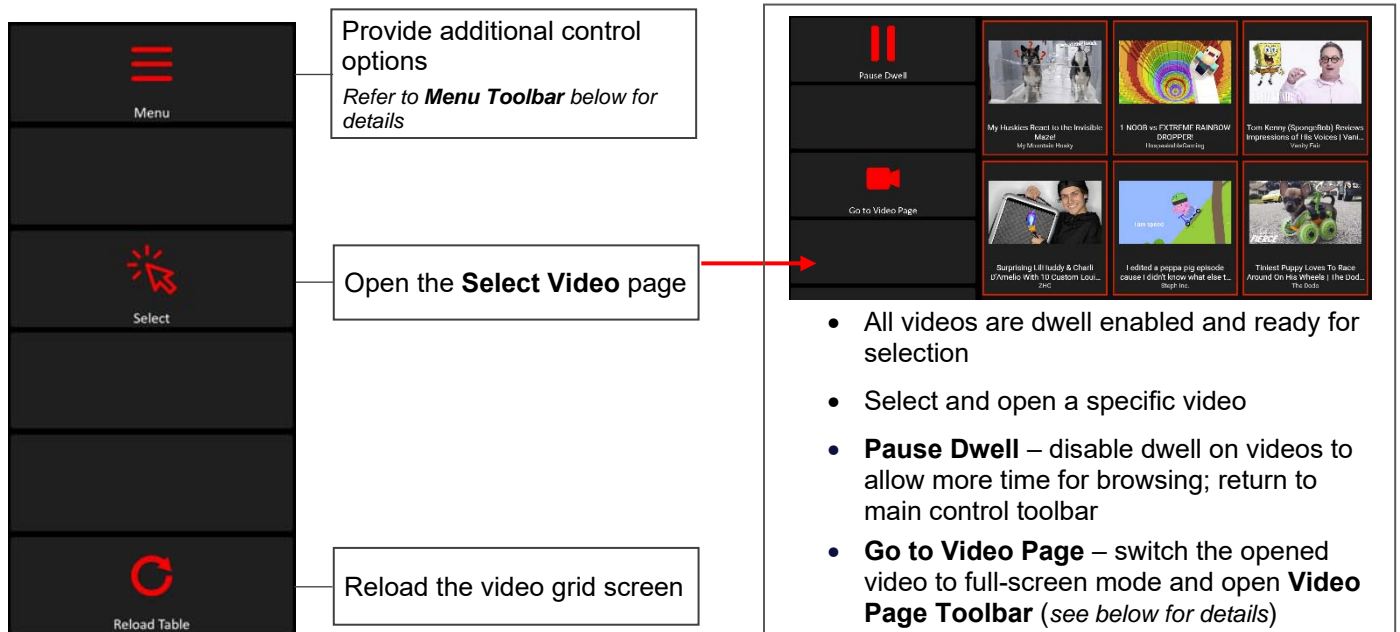 Menu
Provide additional control
options
Refer to Menu Toolbar below for
details
Select
Open the Select Video page
Reload Table
Reload the video grid screen
Pause Dwell
Go to Video Page
My Huskies React to the Invisible
Maze!
My Mountain Husky
1 NOOB vs EXTREME RAINBOW
DROPPER!
UnspeakableGaming
Tom Kenny (SpongeBob) Reviews
Impressions of His Voices | Vani...
Vanity Fair
Surprising Lil Huddy & Charli
D'Amelio With 10 Custom Loui...
ZHC
I am speed
I edited a peppa pig episode
cause I didn't know what else t...
Steph Inc.
FIERCE
Tiniest Puppy Loves To Race
Around On His Wheels | The Dod...
The Dodo
• All videos are dwell enabled and ready for
selection
• Select and open a specific video
• Pause Dwell – disable dwell on videos to
allow more time for browsing; return to
main control toolbar
• Go to Video Page – switch the opened
video to full-screen mode and open Video
Page Toolbar (see below for details)